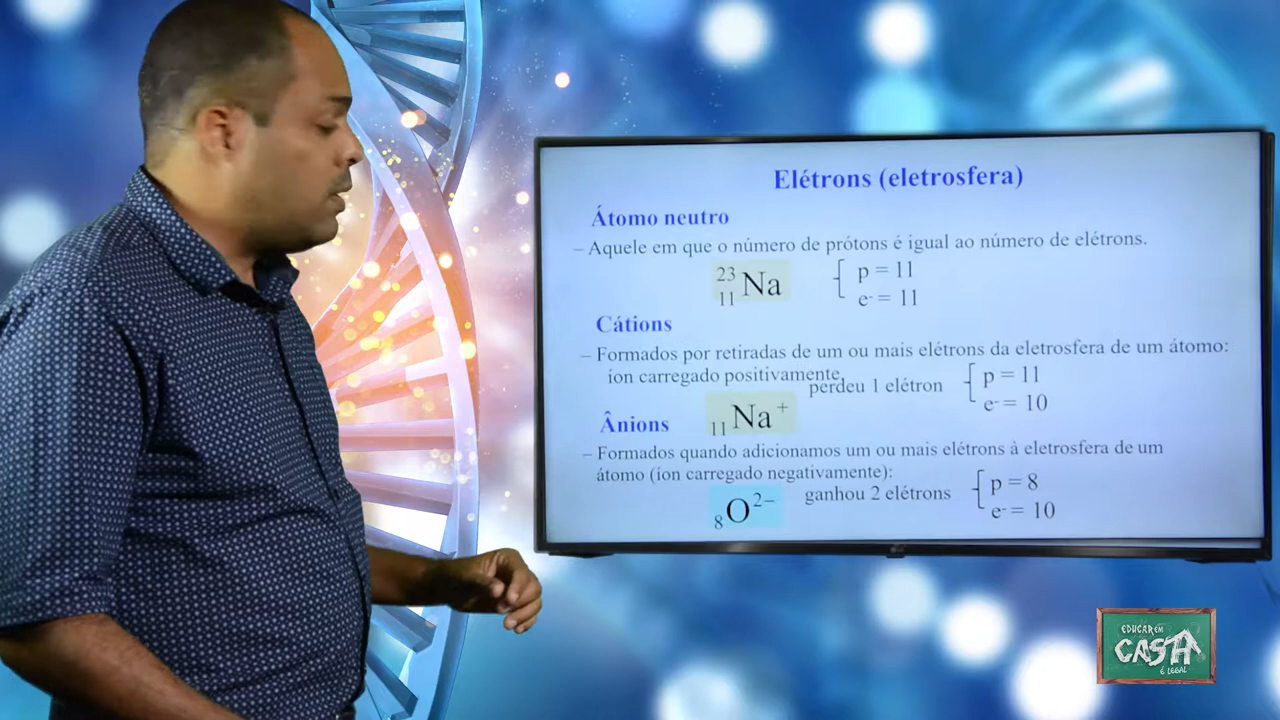 Elétrons (eletrosfera)
Átomo neutro
– Aquele em que o número de prótons é igual ao número de elétrons.
²³₁₁Na { p = 11
e⁻ = 11
Cátions
– Formados por retiradas de um ou mais elétrons da eletrosfera de um átomo:
íon carregado positivamente.
perdeu 1 elétron { p = 11
e⁻ = 10
₁₁Na⁺
Ânions
– Formados quando adicionamos um ou mais elétrons à eletrosfera de um
átomo (íon carregado negativamente):
₈O²⁻ ganhou 2 elétrons { p = 8
e⁻ = 10
EDUCAR EM
CASA
É LEGAL